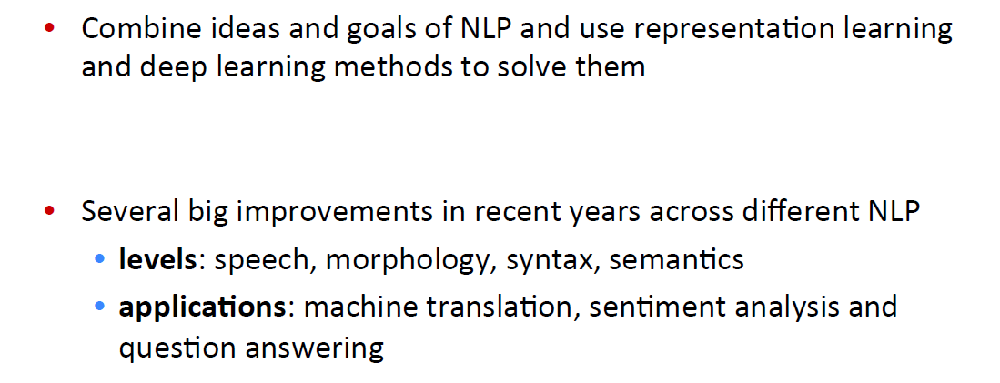 • Combine ideas and goals of NLP and use representation learning
and deep learning methods to solve them
• Several big improvements in recent years across different NLP
• levels: speech, morphology, syntax, semantics
• applications: machine translation, sentiment analysis and
question answering